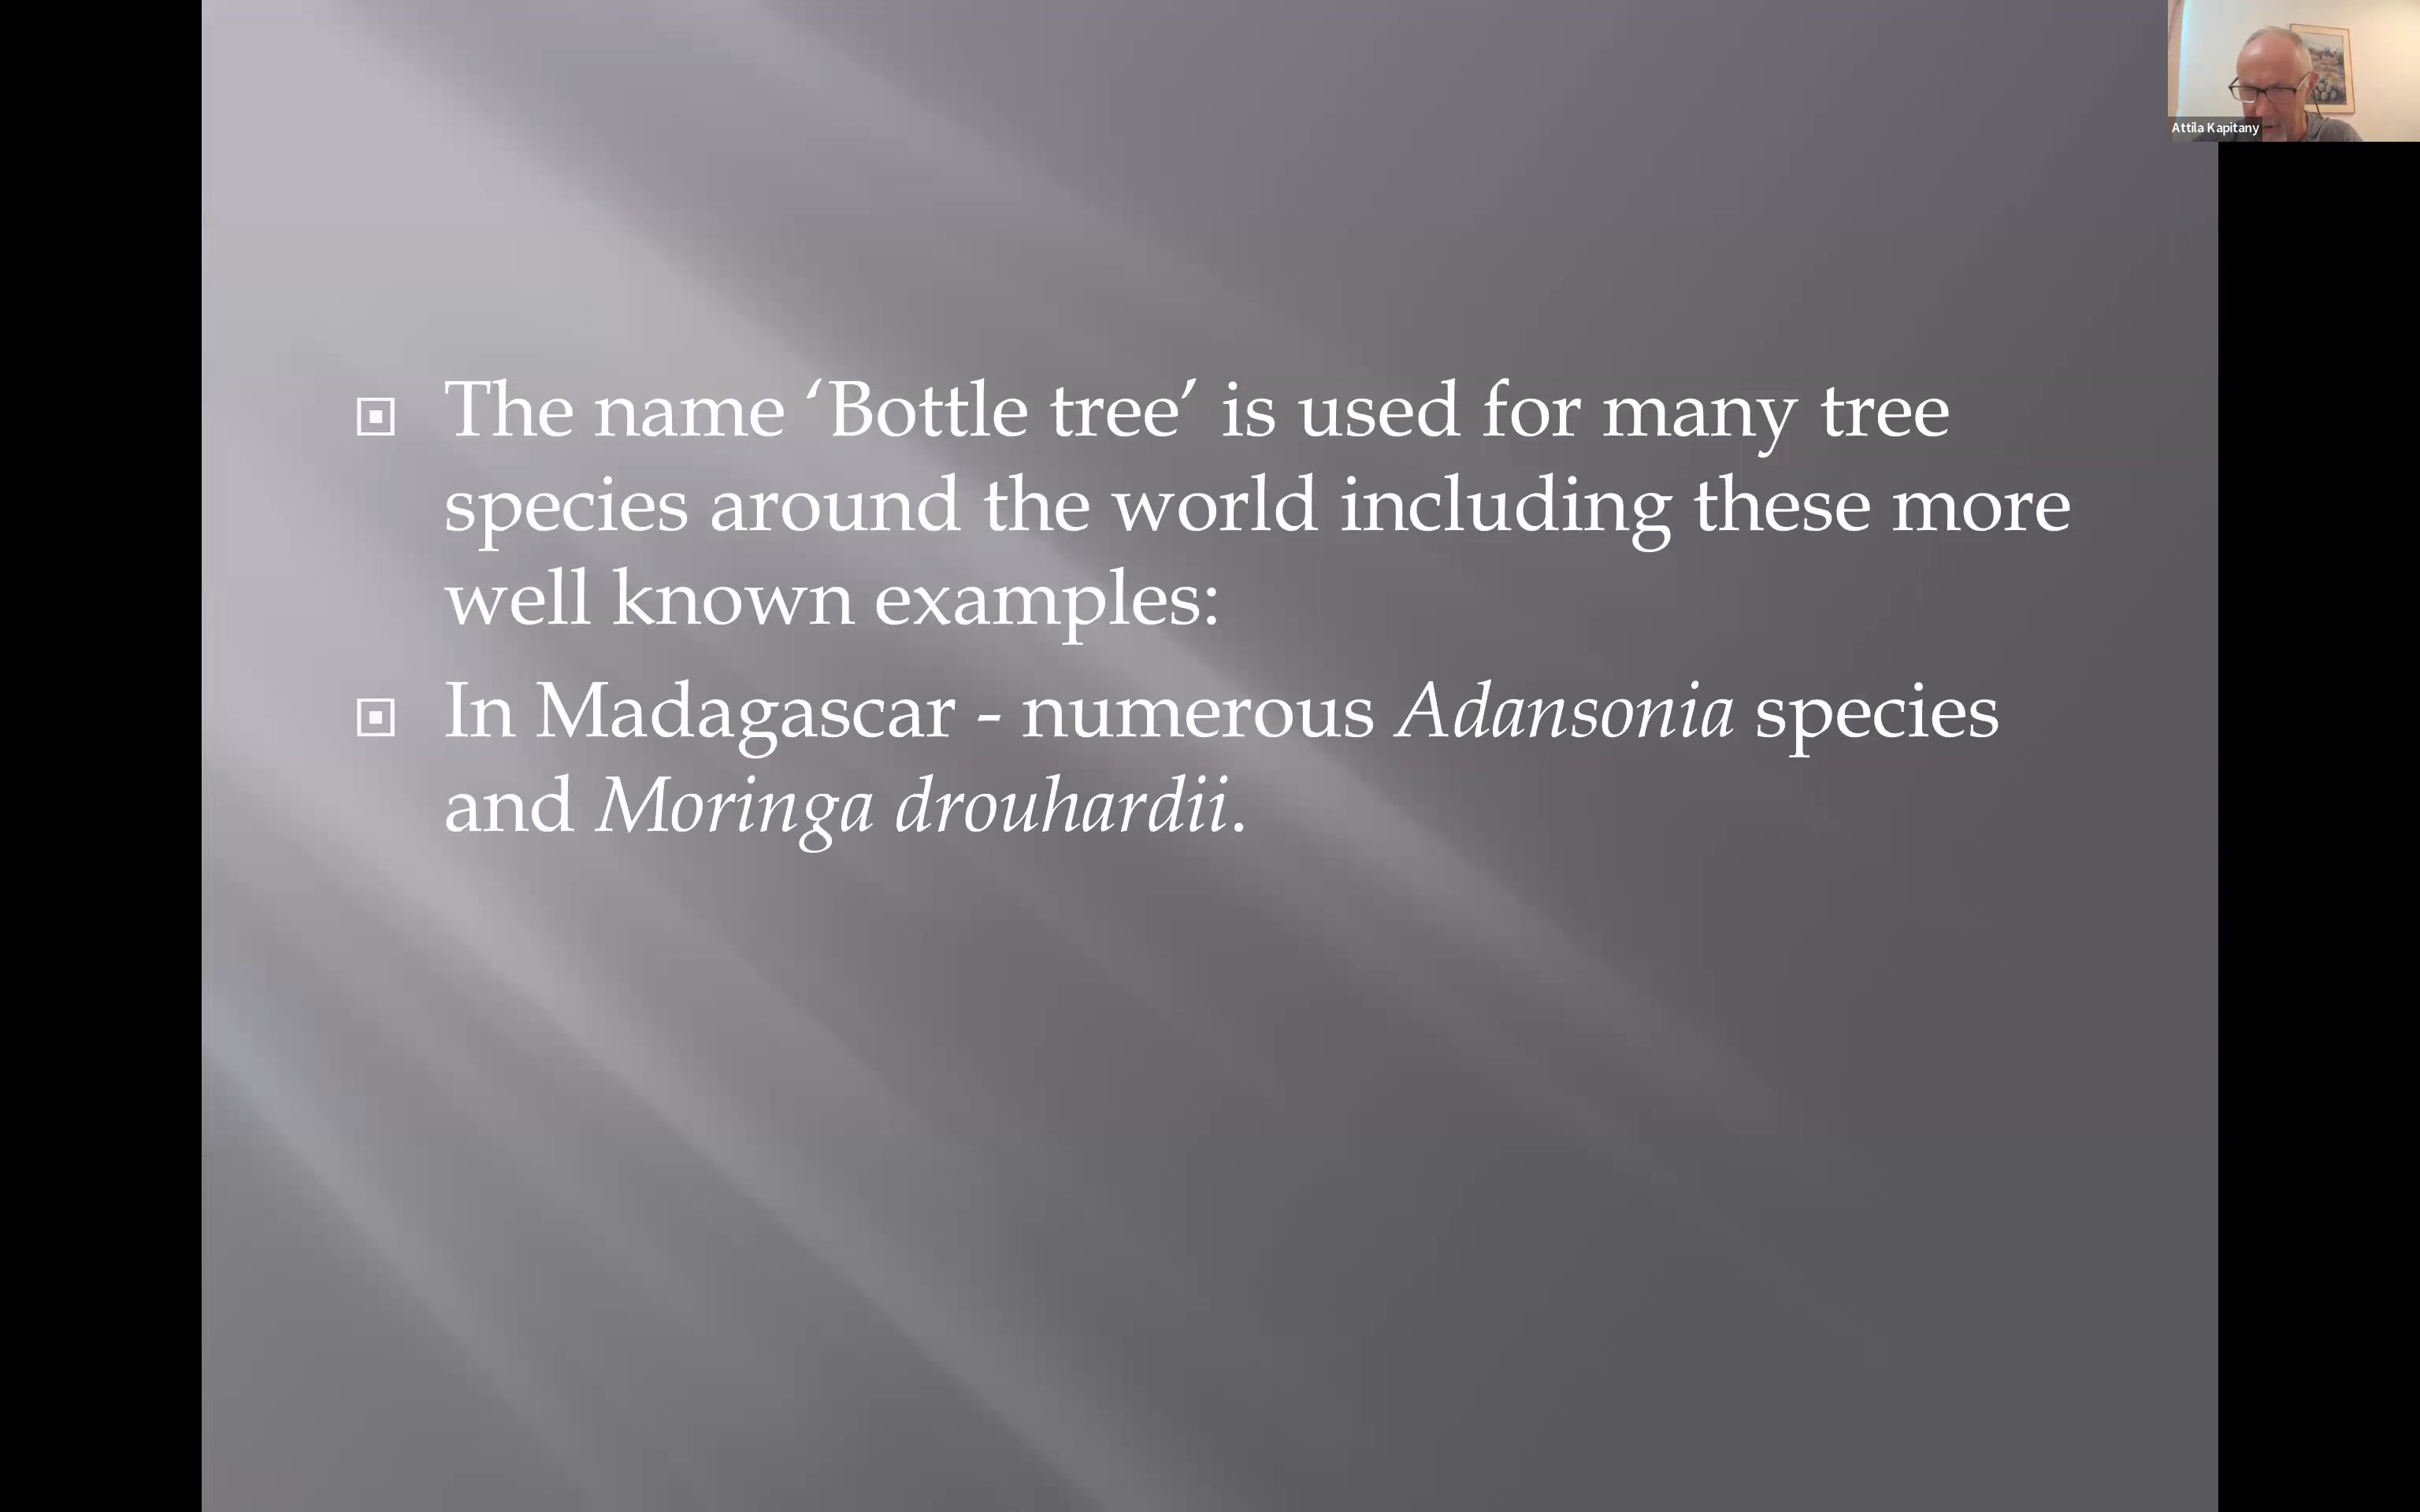 Attila Kapitany
The name ‘Bottle tree’ is used for many tree
species around the world including these more
well known examples:
In Madagascar - numerous Adansonia species
and Moringa drouhardii.